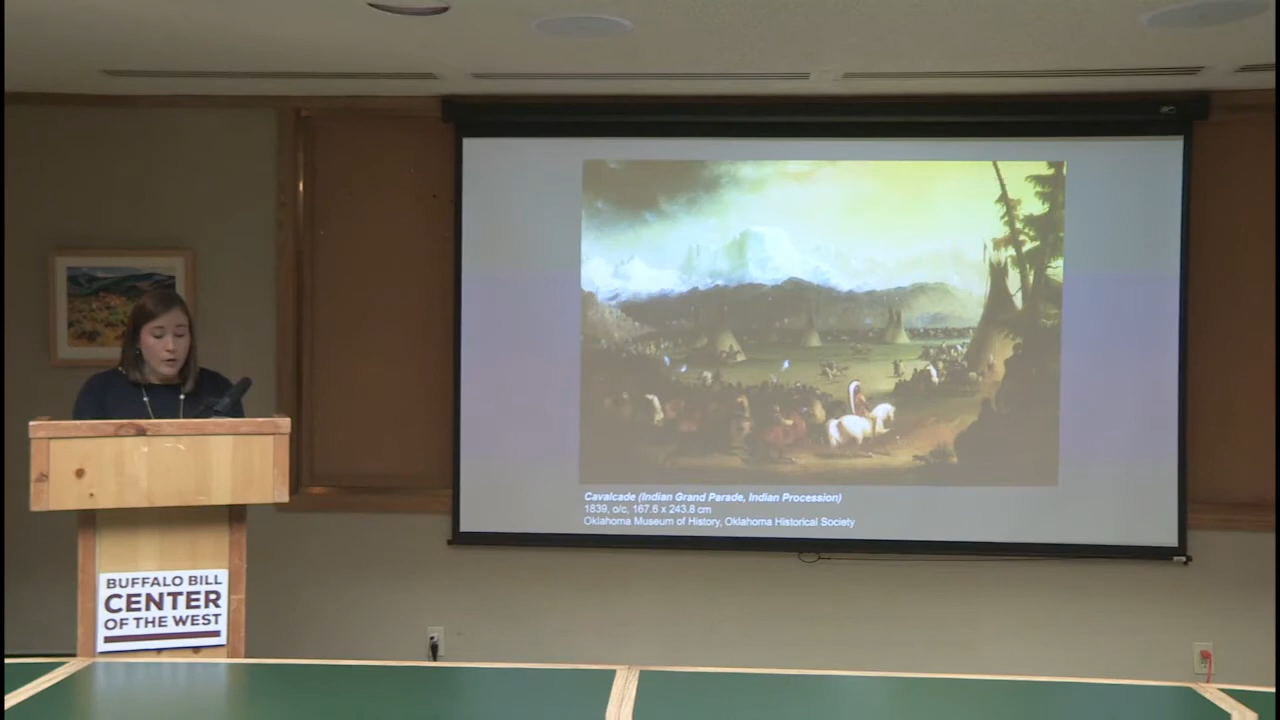 Cavalcade (Indian Grand Parade, Indian Procession)
1839, o/c, 167.6 x 243.8 cm
Oklahoma Museum of History, Oklahoma Historical Society
BUFFALO BILL
CENTER
OF THE WEST